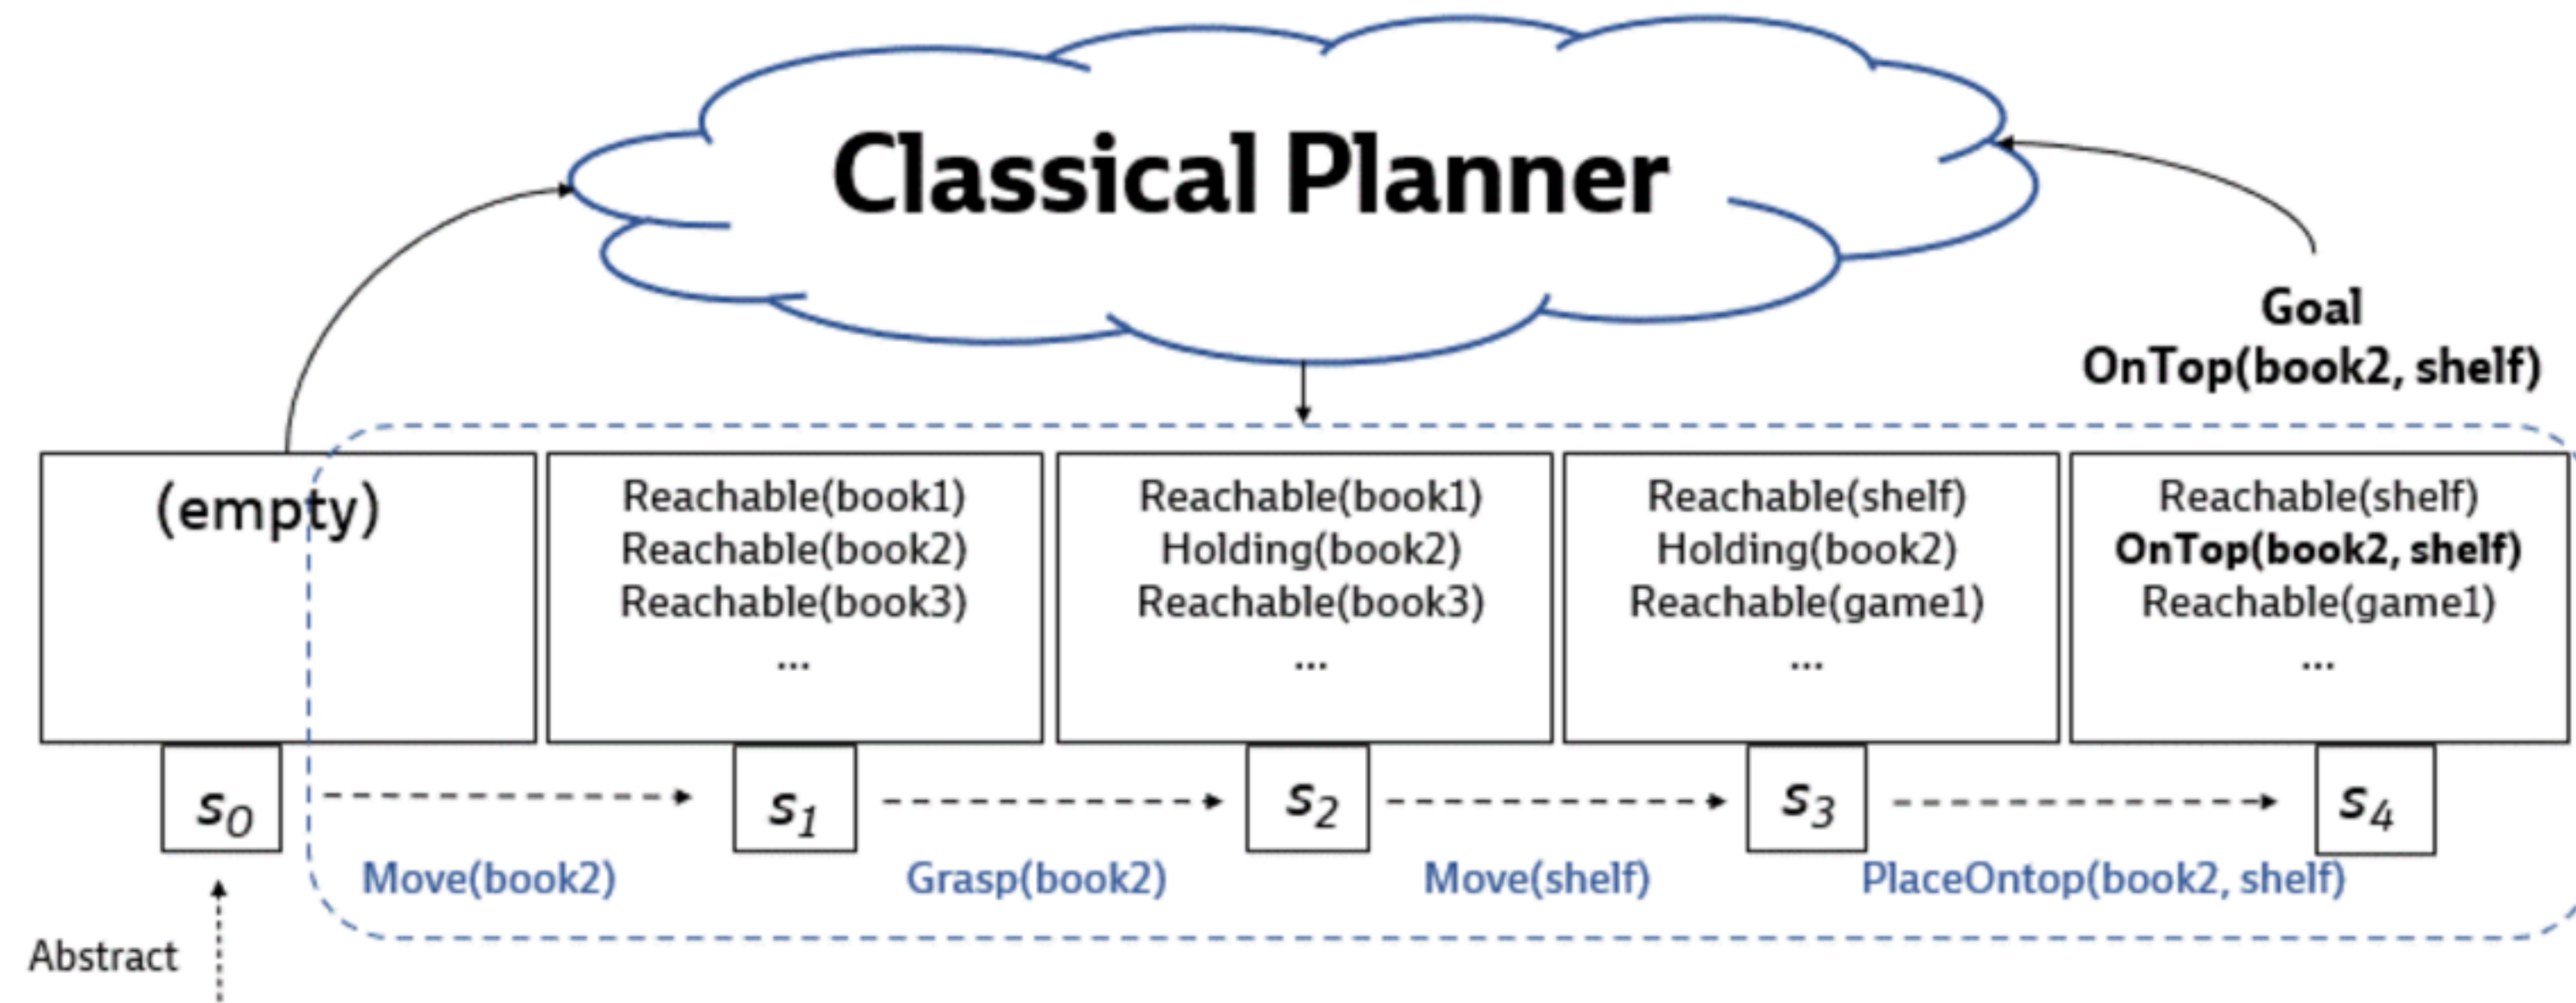 Classical Planner
Goal
OnTop(book2, shelf)
(empty)
Reachable(book1)
Reachable(book2)
Reachable(book3)
...
Reachable(book1)
Holding(book2)
Reachable(book3)
...
Reachable(shelf)
Holding(book2)
Reachable(game1)
...
Reachable(shelf)
OnTop(book2, shelf)
Reachable(game1)
...
s0
s1
s2
s3
s4
Move(book2)
Grasp(book2)
Move(shelf)
PlaceOntop(book2, shelf)
Abstract